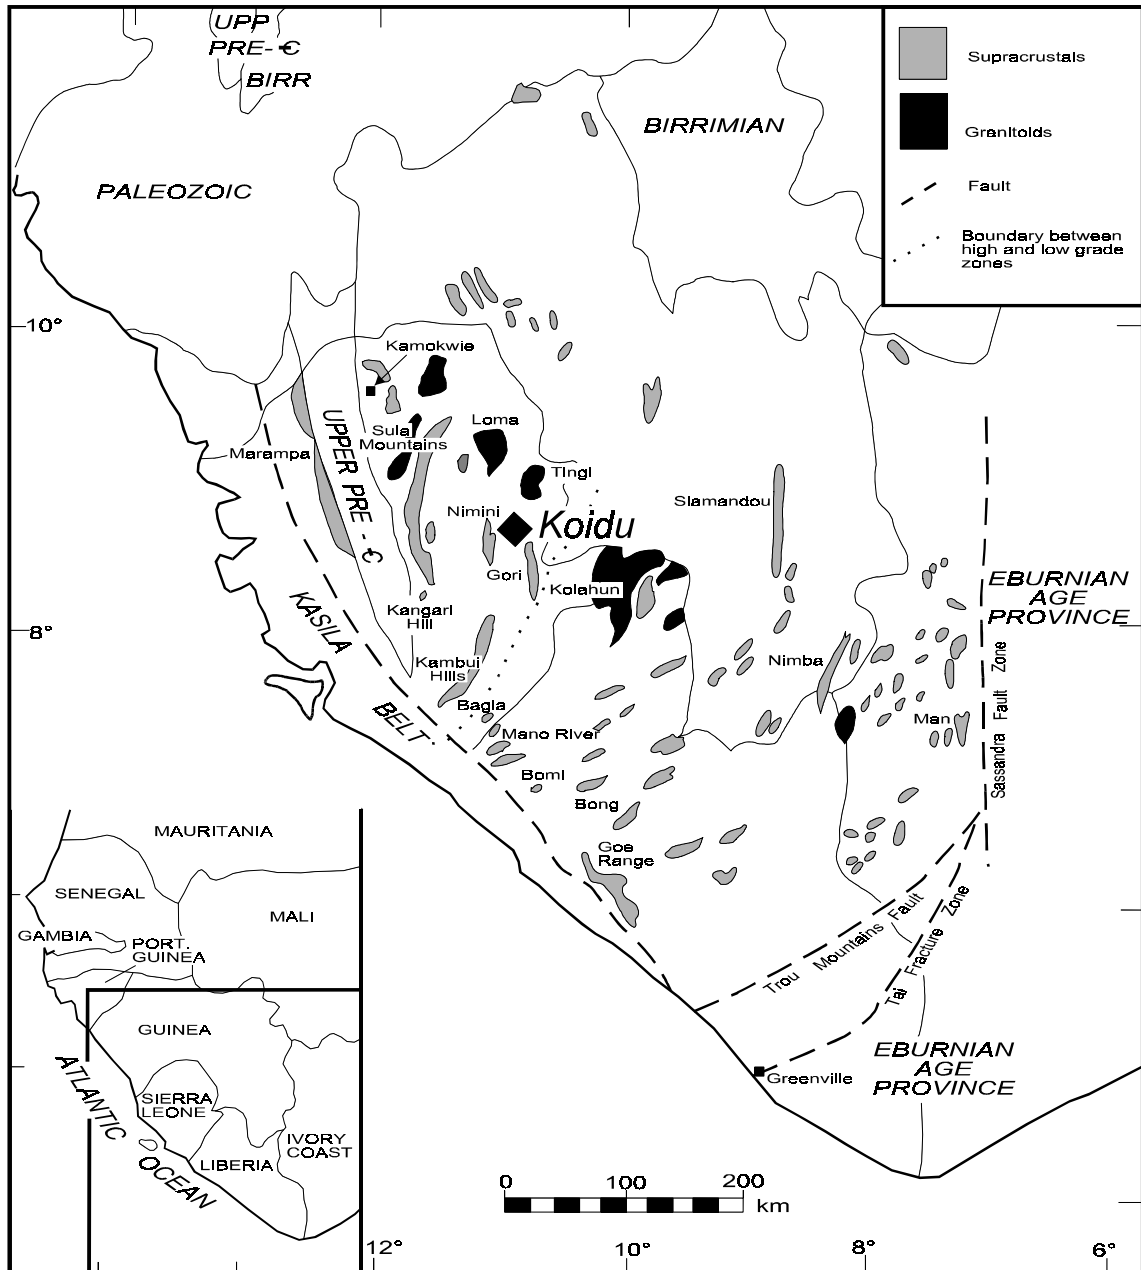 UPP
PRE-Є
BIRR
BIRRIMIAN
PALEOZOIC
Supracrustals
Granitoids
Fault
Boundary between
high and low grade
zones
10°
Kamokwie
Loma
Sula
Mountains
Marampa
UPPER PRE-Є
Tingi
Slamandou
Nimini
Koidu
Gori
Kolahun
EBURNIAN
AGE
PROVINCE
Kangari
Hill
8°
KASILA
BELT
Kambui
Hills
Nimba
Sassandra Fault Zone
Bagla
Man
Mano River
Boml
Bong
Goe
Range
MAURITANIA
SENEGAL
MALI
GAMBIA
PORT.
GUINEA
Trou Mountains Fault
Tai Fracture Zone
GUINEA
EBURNIAN
AGE
PROVINCE
Greenville
ATLANTIC
OCEAN
SIERRA
LEONE
IVORY
COAST
LIBERIA
0 100 200
km
12° 10° 8° 6°